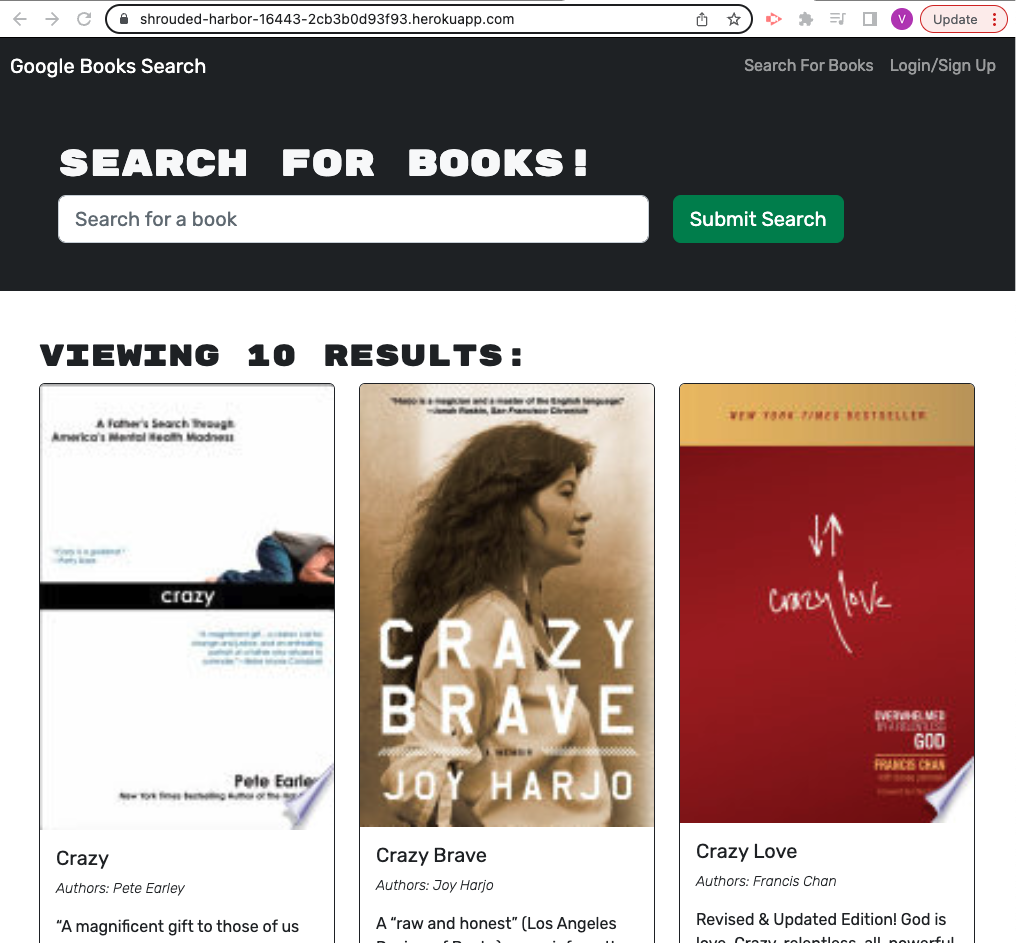 shrouded-harbor-16443-2cb3b0d93f93.herokuapp.com
V
Update
Google Books Search
Search For Books
Login/Sign Up
SEARCH FOR BOOKS!
Search for a book
Submit Search
VIEWING 10 RESULTS:
A Father's Search Through
America's Mental Health Madness
crazy
Pete Earley
New York Times Bestselling Author of the
"Harjo is a magician and a master of the English language."
—Jonah Raskin, San Francisco Chronicle
CRAZY
BRAVE
A MEMOIR
JOY HARJO
NEW YORK TIMES BESTSELLER
crazy love
OVERWHELMED
BY A RELENTLESS
GOD
FRANCIS CHAN
Crazy
Authors: Pete Earley
“A magnificent gift to those of us
Crazy Brave
Authors: Joy Harjo
A “raw and honest” (Los Angeles
Crazy Love
Authors: Francis Chan
Revised & Updated Edition! God is
love. Crazy, relentless, all-powerful